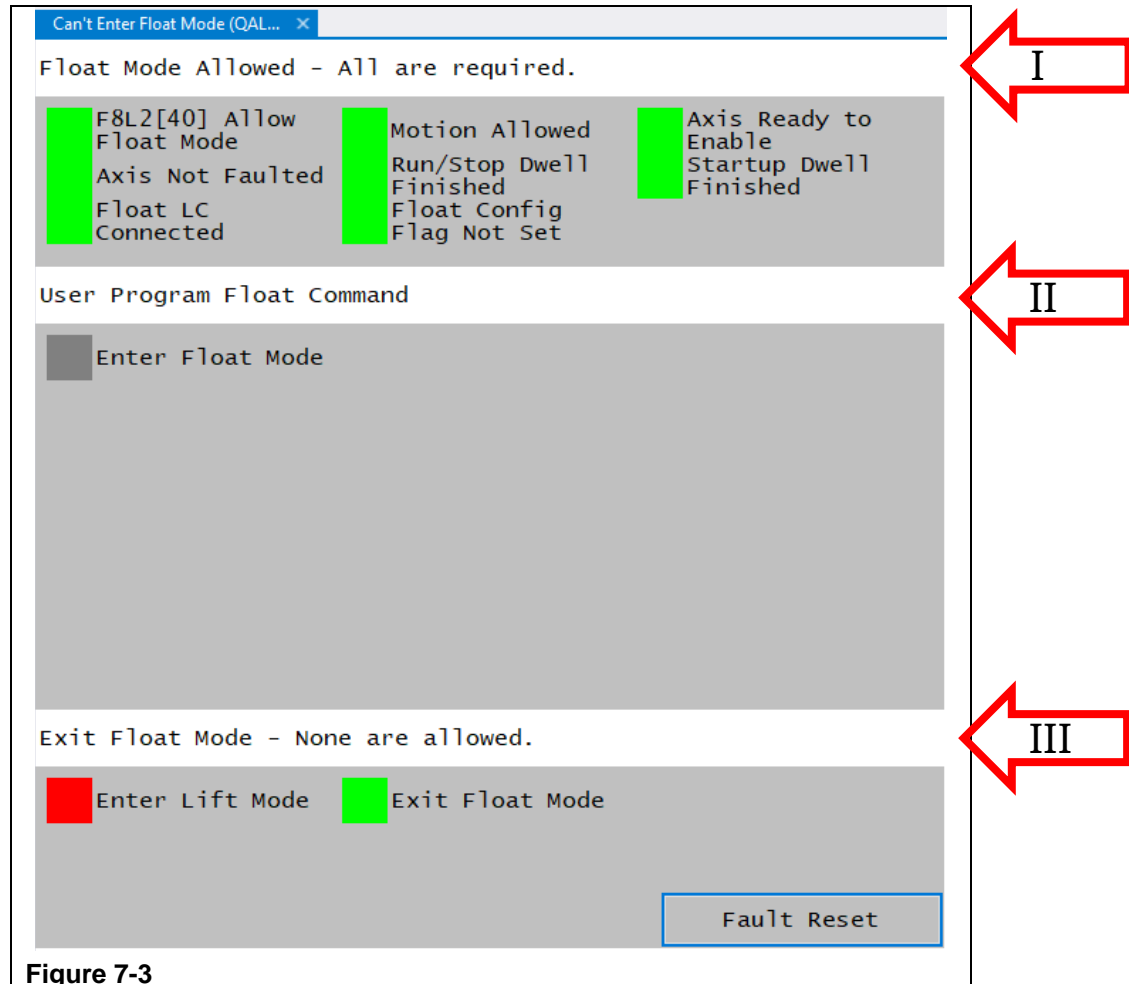 Can't Enter Float Mode (QAL... ×
Float Mode Allowed - All are required.
I
F8L2[40] Allow
Float Mode
Axis Not Faulted
Float LC
Connected
Motion Allowed
Run/Stop Dwell
Finished
Float Config
Flag Not Set
Axis Ready to
Enable
Startup Dwell
Finished
User Program Float Command
II
Enter Float Mode
Exit Float Mode - None are allowed.
III
Enter Lift Mode
Exit Float Mode
Fault Reset
Figure 7-3